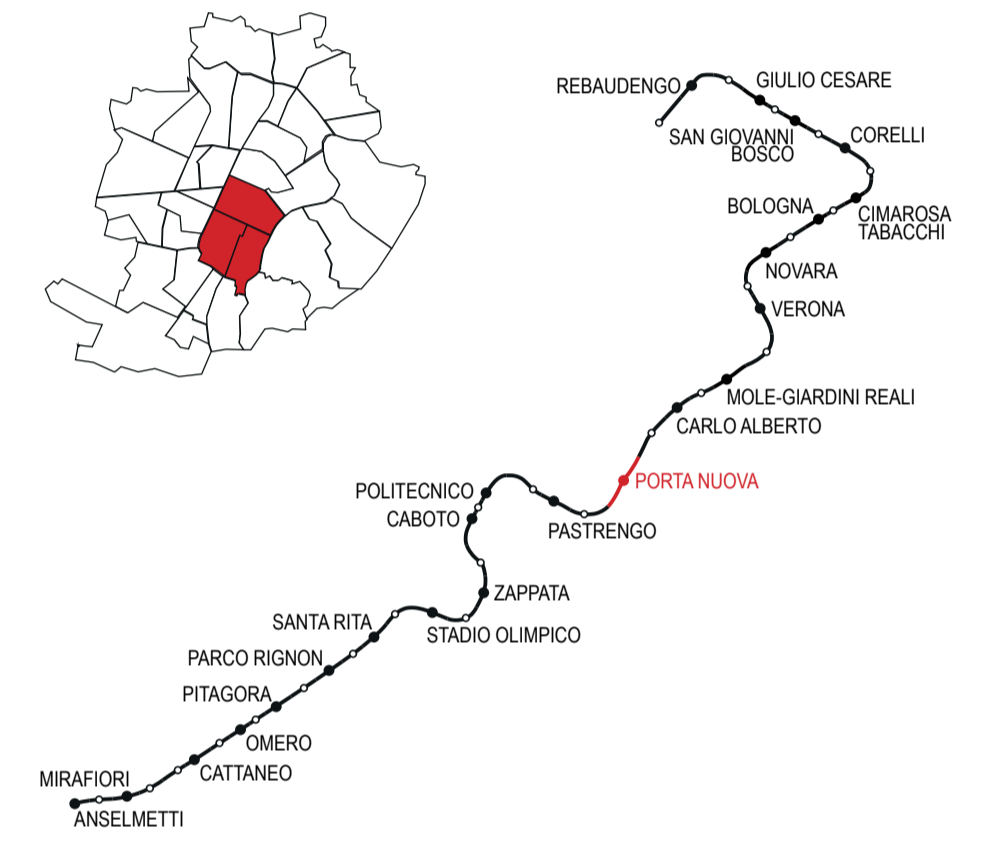 REBAUDENGO
GIULIO CESARE
SAN GIOVANNI
BOSCO
CORELLI
BOLOGNA
CIMAROSA
TABACCHI
NOVARA
VERONA
MOLE-GIARDINI REALI
CARLO ALBERTO
PORTA NUOVA
POLITECNICO
CABOTO
PASTRENGO
ZAPPATA
SANTA RITA
STADIO OLIMPICO
PARCO RIGNON
PITAGORA
OMERO
CATTANEO
MIRAFIORI
ANSELMETTI